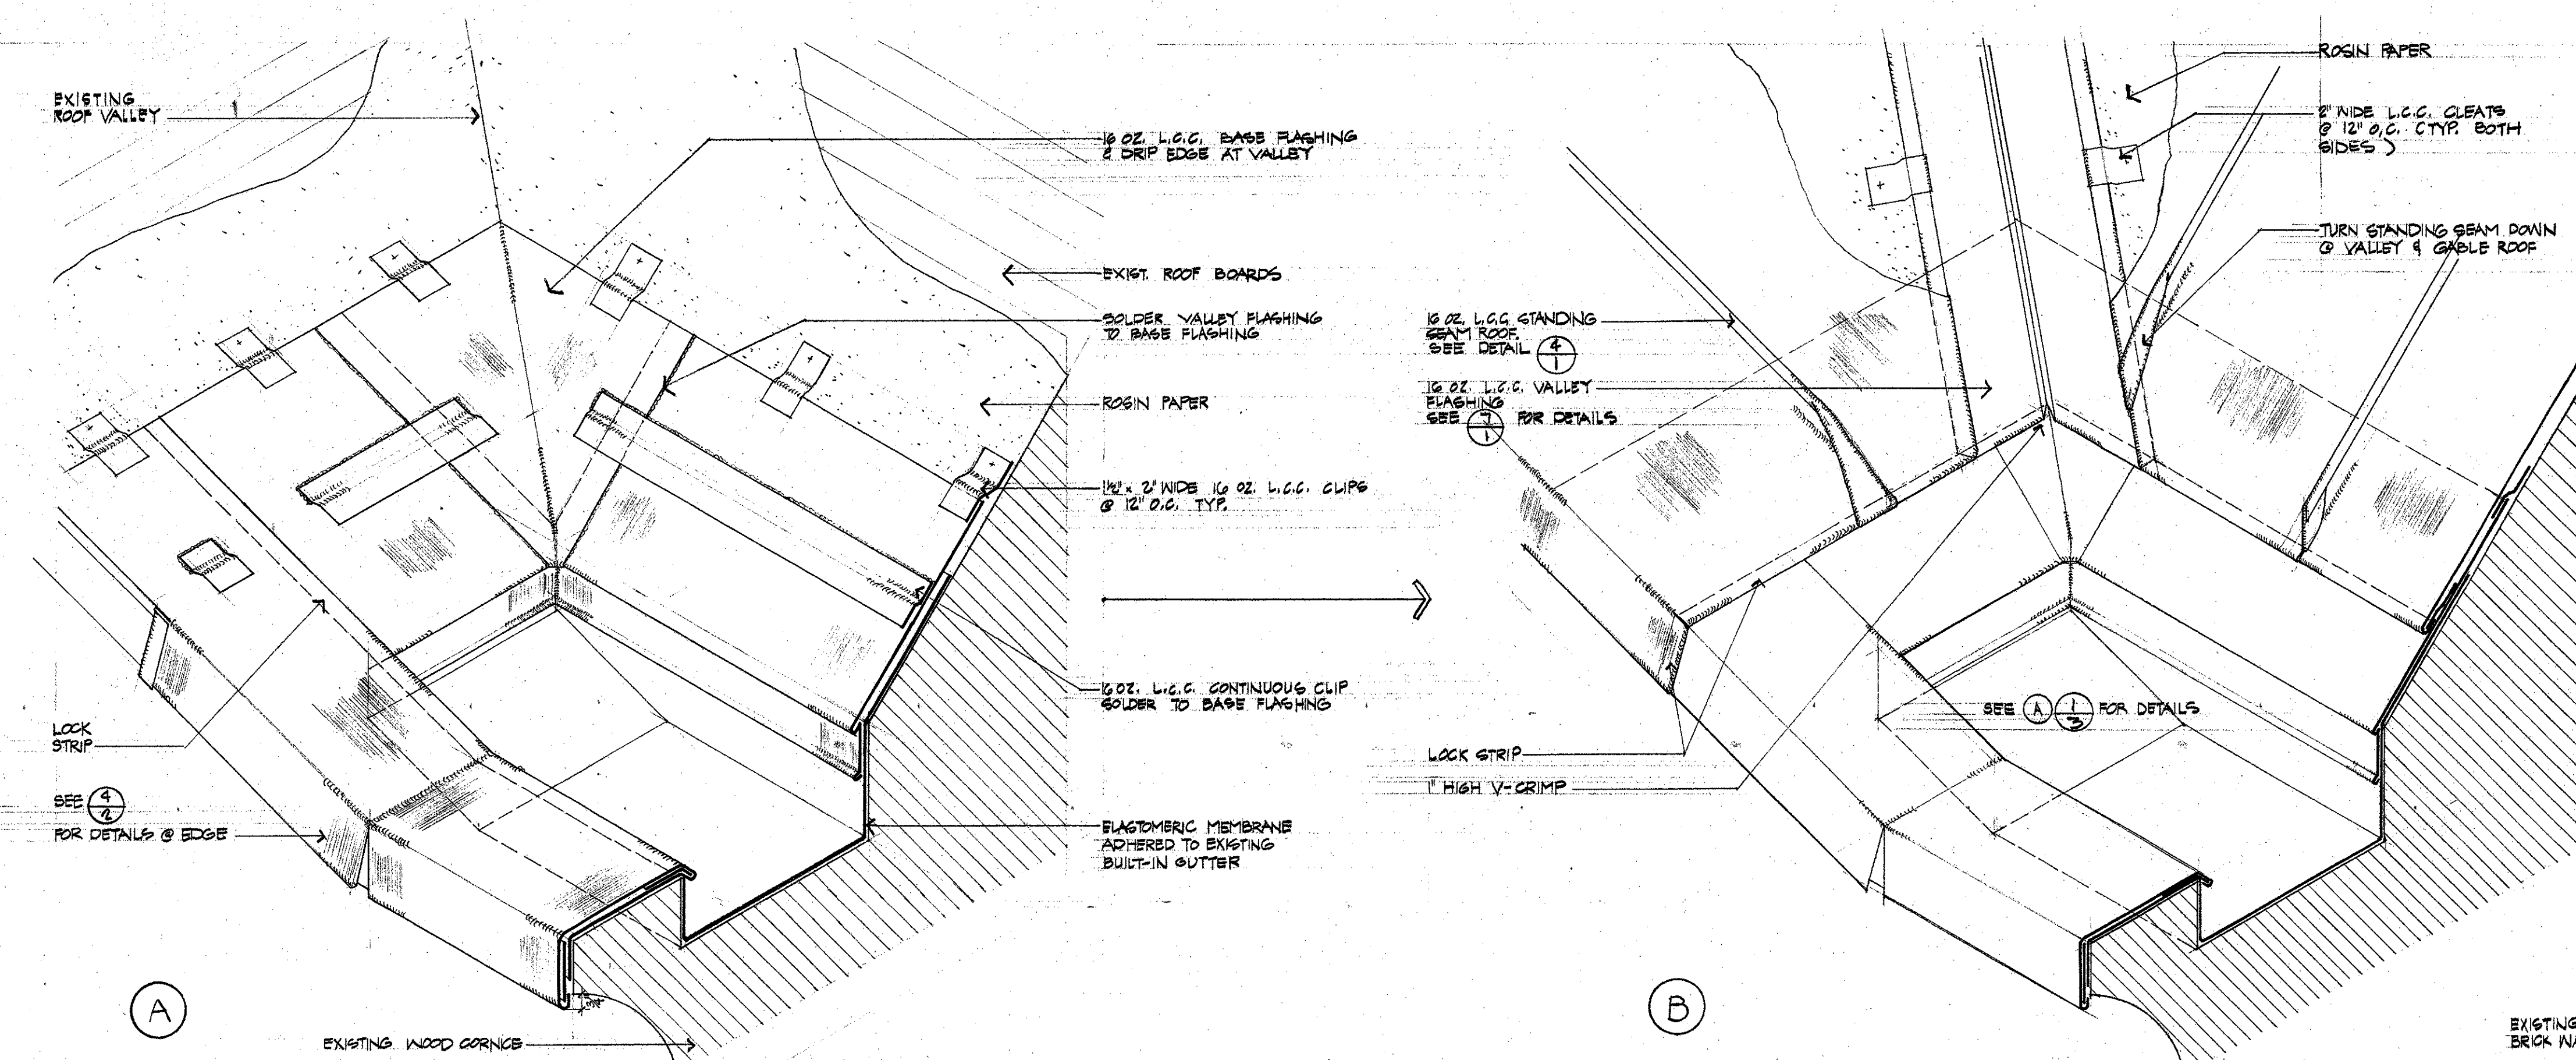 EXISTING
ROOF VALLEY
16 OZ. L.C.C. BASE FLASHING
& DRIP EDGE AT VALLEY
EXIST. ROOF BOARDS
SOLDER VALLEY FLASHING
TO BASE FLASHING
ROSIN PAPER
1½" x 2" WIDE 16 OZ. L.C.C. CLIPS
@ 12" O.C. TYP.
16 OZ. L.C.C. CONTINUOUS CLIP
SOLDER TO BASE FLASHING
LOCK
STRIP
SEE 4/2
FOR DETAILS @ EDGE
ELASTOMERIC MEMBRANE
ADHERED TO EXISTING
BUILT-IN GUTTER
A
EXISTING WOOD CORNICE
ROSIN PAPER
2" WIDE L.C.C. CLEATS
@ 12" O.C. (TYP. BOTH
SIDES)
TURN STANDING SEAM DOWN
@ VALLEY & GABLE ROOF
16 OZ. L.C.C. STANDING
SEAM ROOF.
SEE DETAIL 4/1
16 OZ. L.C.C. VALLEY
FLASHING
SEE 7/1 FOR DETAILS
SEE A 1/3 FOR DETAILS
LOCK STRIP
1" HIGH V-CRIMP
B
EXISTING
BRICK